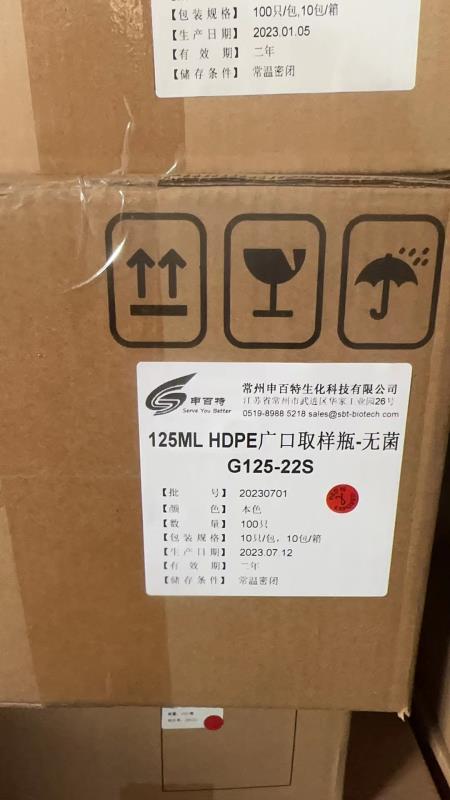 【包装规格】 100只/包,10包/箱
【生产日期】 2023.01.05
【有 效 期】 二年
【储存条件】 常温密闭
申百特
Serve You Better
常州申百特生化科技有限公司
江苏省常州市武进区华家工业园26号
0519-8988 5218 sales@sbt-biotech.com
125ML HDPE广口取样瓶-无菌
G125-22S
【批 号】 20230701
【颜 色】 本色
【数 量】 100只
【包装规格】 10只/包，10包/箱
【生产日期】 2023.07.12
【有 效 期】 二年
【储存条件】 常温密闭